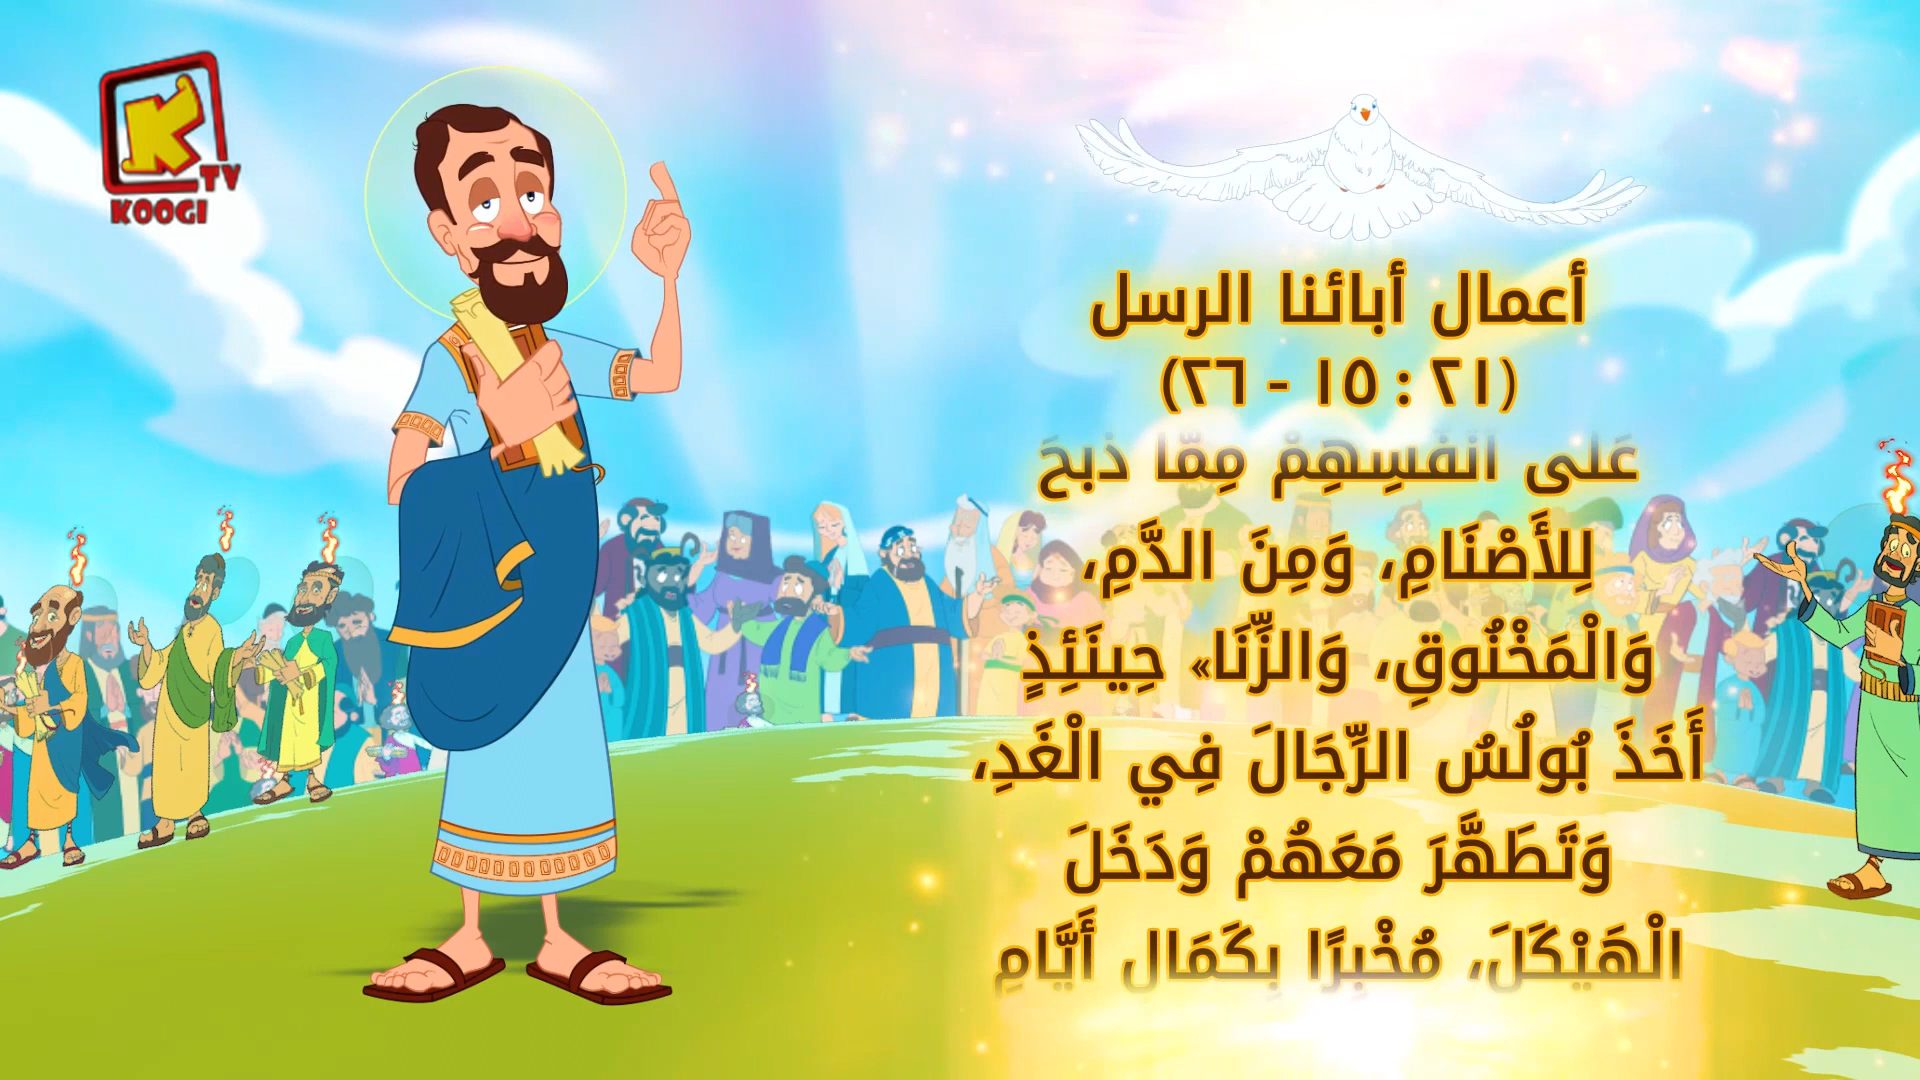 K
TV
KOOGI
أعمال أبائنا الرسل
(٢١ : ١٥ - ٢٦)
عَلَى أَنْفُسِهِمْ مِمَّا ذُبِحَ
لِلأَصْنَامِ، وَمِنَ الدَّمِ،
وَالْمَخْنُوقِ، وَالزِّنَا» حِينَئِذٍ
أَخَذَ بُولُسُ الرِّجَالَ فِي الْغَدِ،
وَتَطَهَّرَ مَعَهُمْ وَدَخَلَ
الْهَيْكَلَ، مُخْبِرًا بِكَمَالِ أَيَّامِ